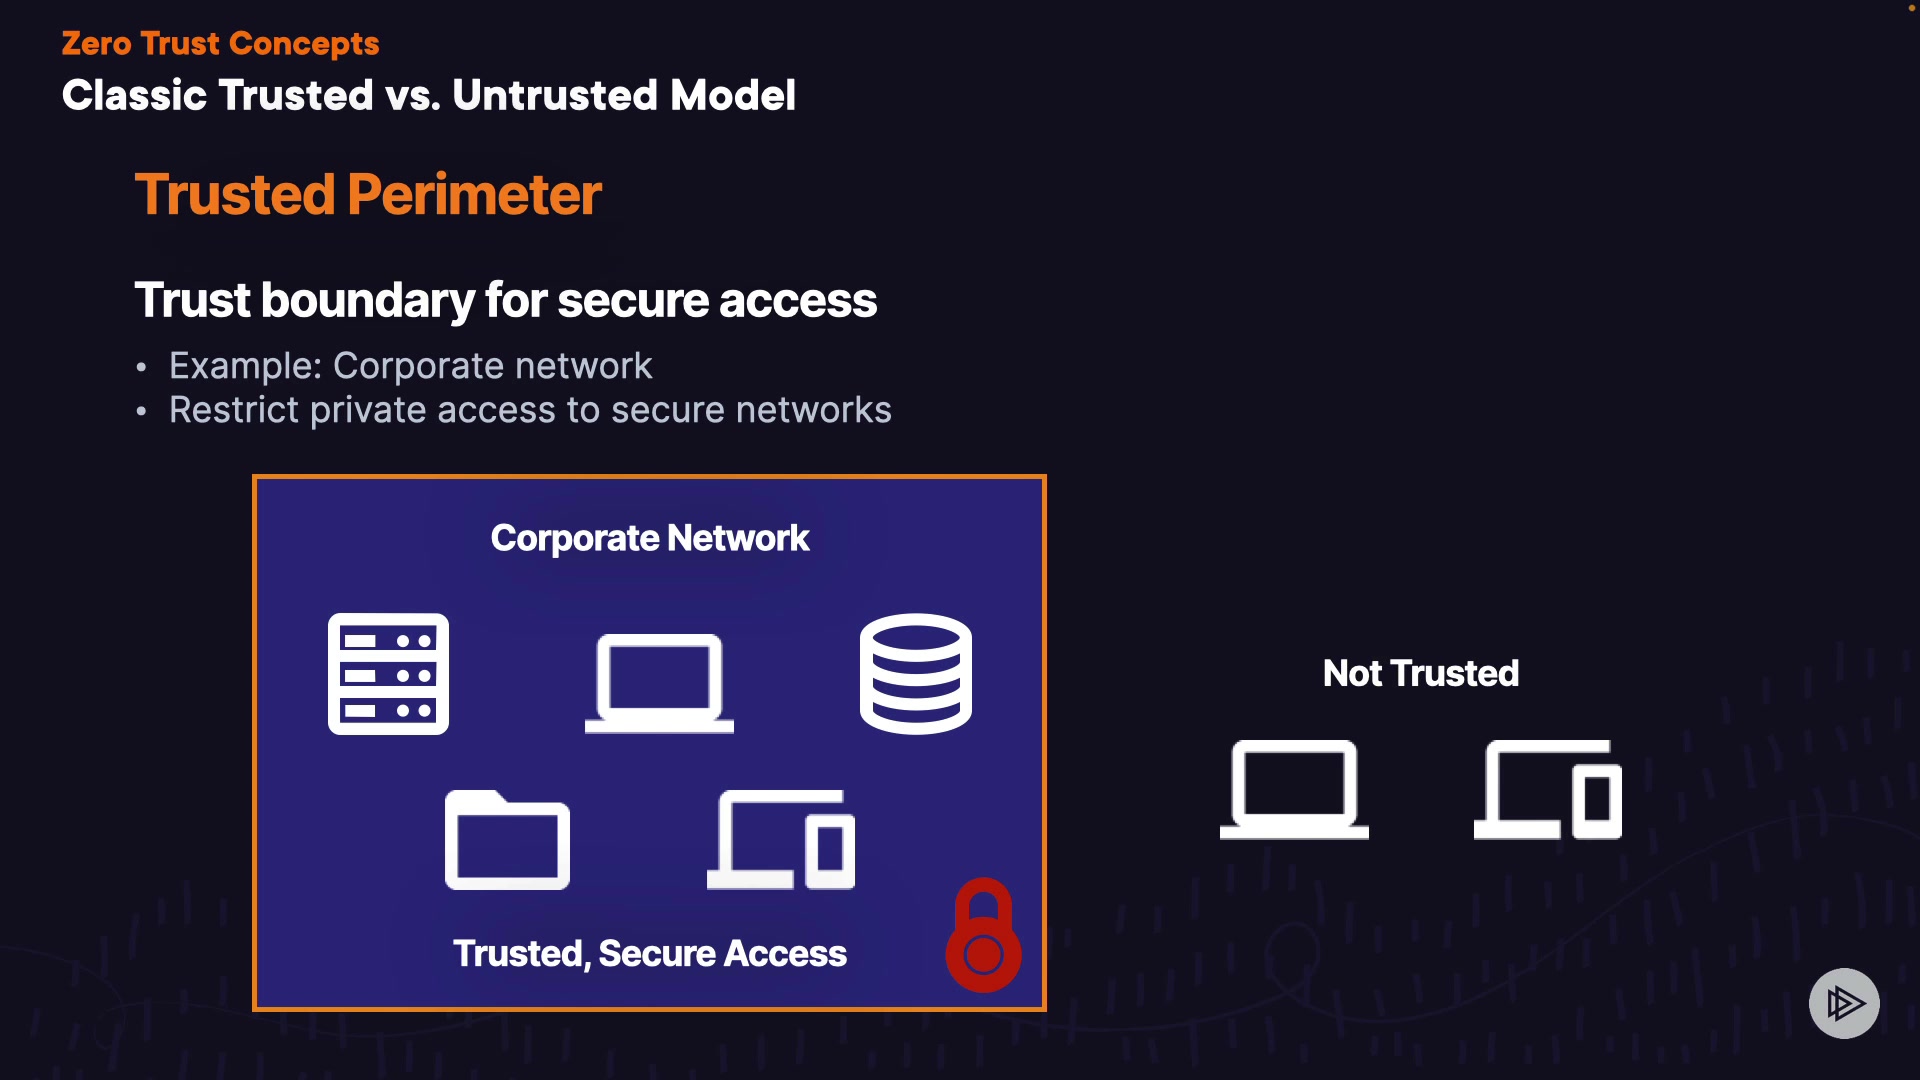 Zero Trust Concepts
Classic Trusted vs. Untrusted Model
Trusted Perimeter
Trust boundary for secure access
• Example: Corporate network
• Restrict private access to secure networks
Corporate Network
Not Trusted
Trusted, Secure Access